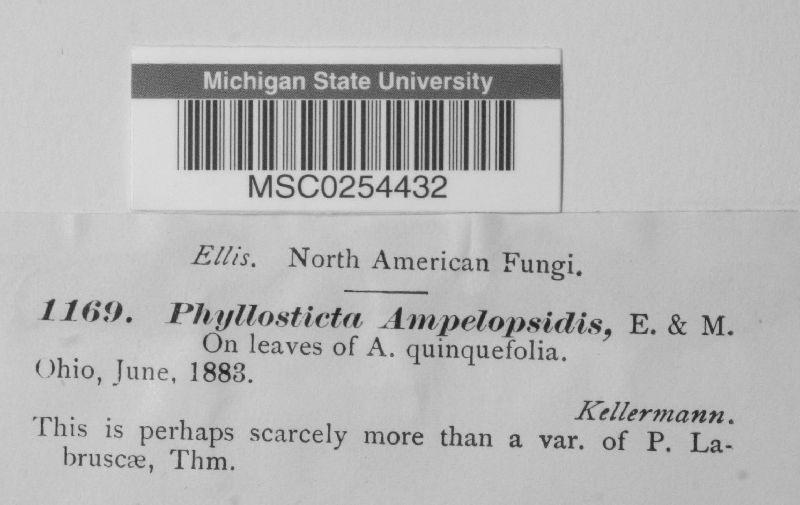 Michigan State University
MSC0254432
Ellis. North American Fungi.
1169. Phyllosticta Ampelopsidis, E. & M.
On leaves of A. quinquefolia.
Ohio, June, 1883.
Kellermann.
This is perhaps scarcely more than a var. of P. La-
bruscæ, Thm.